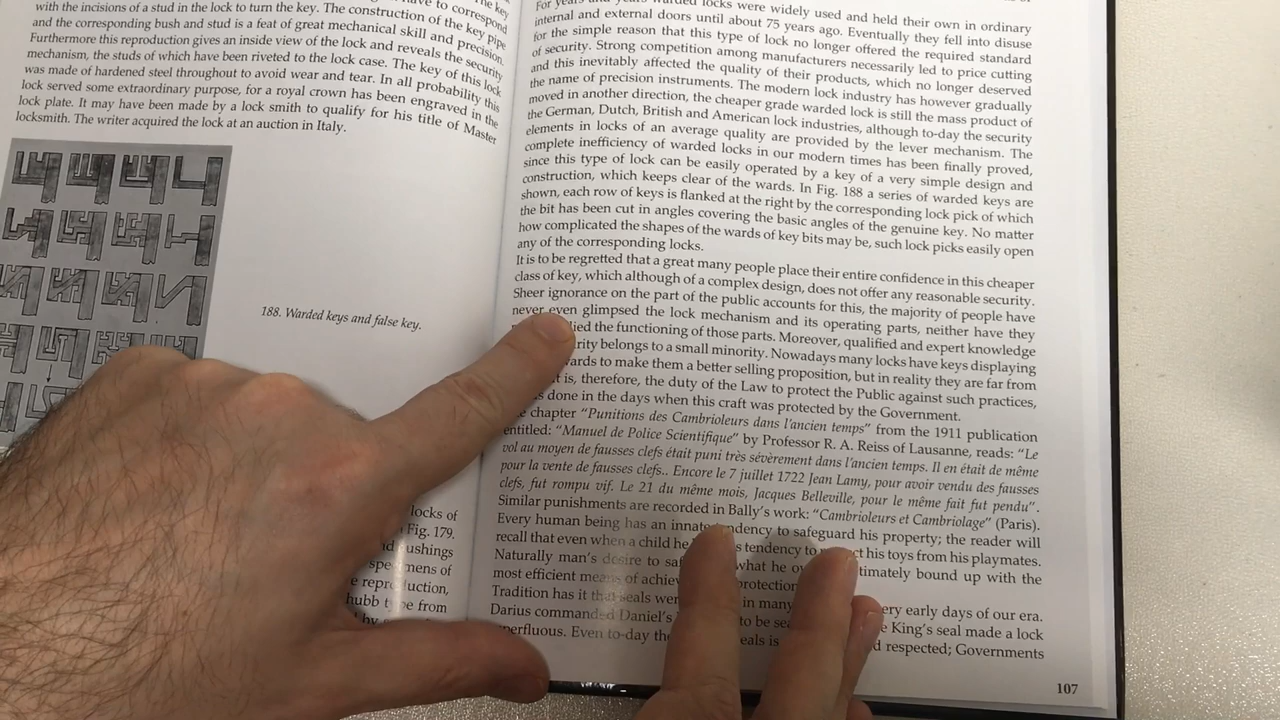 The key
have to correspond
with the incisions of a stud in the lock to turn the key. The construction of the key pipe
and the corresponding bush and stud is a feat of great mechanical skill and precision.
Furthermore this reproduction gives an inside view of the lock and reveals the security
mechanism, the studs of which have been riveted to the lock case. The key of this lock
was made of hardened steel throughout to avoid wear and tear. In all probability this
lock served some extraordinary purpose, for a royal crown has been engraved in the
lock plate. It may have been made by a lock smith to qualify for his title of Master
locksmith. The writer acquired the lock at an auction in Italy.
188. Warded keys and false key.
locks of
Fig. 179.
ushings
mens of
uction,
from
For years and years warded locks were widely used and held their own in ordinary
internal and external doors until about 75 years ago. Eventually they fell into disuse
for the simple reason that this type of lock no longer offered the required standard
of security. Strong competition among manufacturers necessarily led to price cutting
and this inevitably affected the quality of their products, which no longer deserved
the name of precision instruments. The modern lock industry has however gradually
moved in another direction, the cheaper grade warded lock is still the mass product of
the German, Dutch, British and American lock industries, although to-day the security
elements in locks of an average quality are provided by the lever mechanism. The
complete inefficiency of warded locks in our modern times has been finally proved,
since this type of lock can be easily operated by a key of a very simple design and
construction, which keeps clear of the wards. In Fig. 188 a series of warded keys are
shown, each row of keys is flanked at the right by the corresponding lock pick of which
the bit has been cut in angles covering the basic angles of the genuine key. No matter
how complicated the shapes of the wards of key bits may be, such lock picks easily open
any of the corresponding locks.
It is to be regretted that a great many people place their entire confidence in this cheaper
class of key, which although of a complex design, does not offer any reasonable security.
Sheer ignorance on the part of the public accounts for this, the majority of people have
never even glimpsed the lock mechanism and its operating parts, neither have they
the functioning of those parts. Moreover, qualified and expert knowledge
belongs to a small minority. Nowadays many locks have keys displaying
to make them a better selling proposition, but in reality they are far from
is, therefore, the duty of the Law to protect the Public against such practices,
done in the days when this craft was protected by the Government.
chapter "Punitions des Cambrioleurs dans l'ancien temps" from the 1911 publication
entitled: "Manuel de Police Scientifique" by Professor R. A. Reiss of Lausanne, reads: "Le
vol au moyen de fausses clefs était puni très sévèrement dans l'ancien temps. Il en était de même
pour la vente de fausses clefs.. Encore le 7 juillet 1722 Jean Lamy, pour avoir vendu des fausses
clefs, fut rompu vif. Le 21 du même mois, Jacques Belleville, pour le même fait fut pendu".
Similar punishments are recorded in Bally's work: "Cambrioleurs et Cambriolage" (Paris).
Every human being has an innate tendency to safeguard his property; the reader will
recall that even when a child he tendency to his toys from his playmates.
Naturally man's desire to what he bound up with the
most efficient means of protection
Tradition has it that seals in many early days of our era.
Darius commanded Daniel's to be King's seal made a lock
superfluous. Even to-day is respected; Governments
107